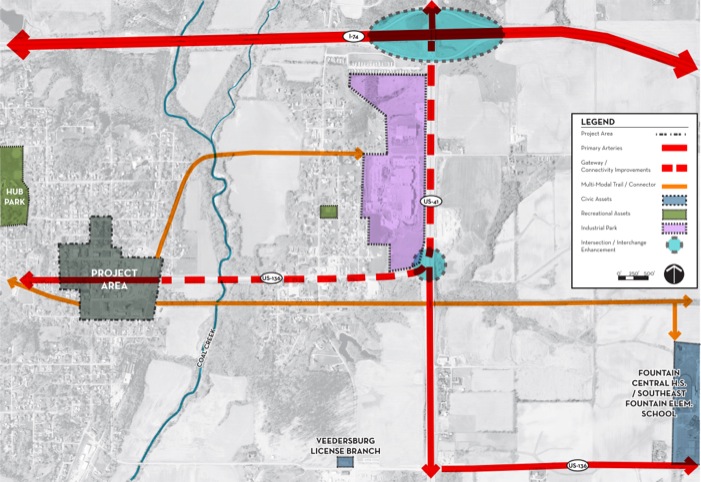 I-74
LEGEND
Project Area
Primary Arteries
Gateway /
Connectivity Improvements
Multi-Modal Trail / Connector
Civic Assets
Recreational Assets
Industrial Park
Intersection / Interchange
Enhancement
0' 250' 500'
HUB
PARK
US-41
PROJECT
AREA
US-136
COAL CREEK
FOUNTAIN
CENTRAL H.S.
/ SOUTHEAST
FOUNTAIN ELEM.
SCHOOL
VEEDERSBURG
LICENSE BRANCH
US-136